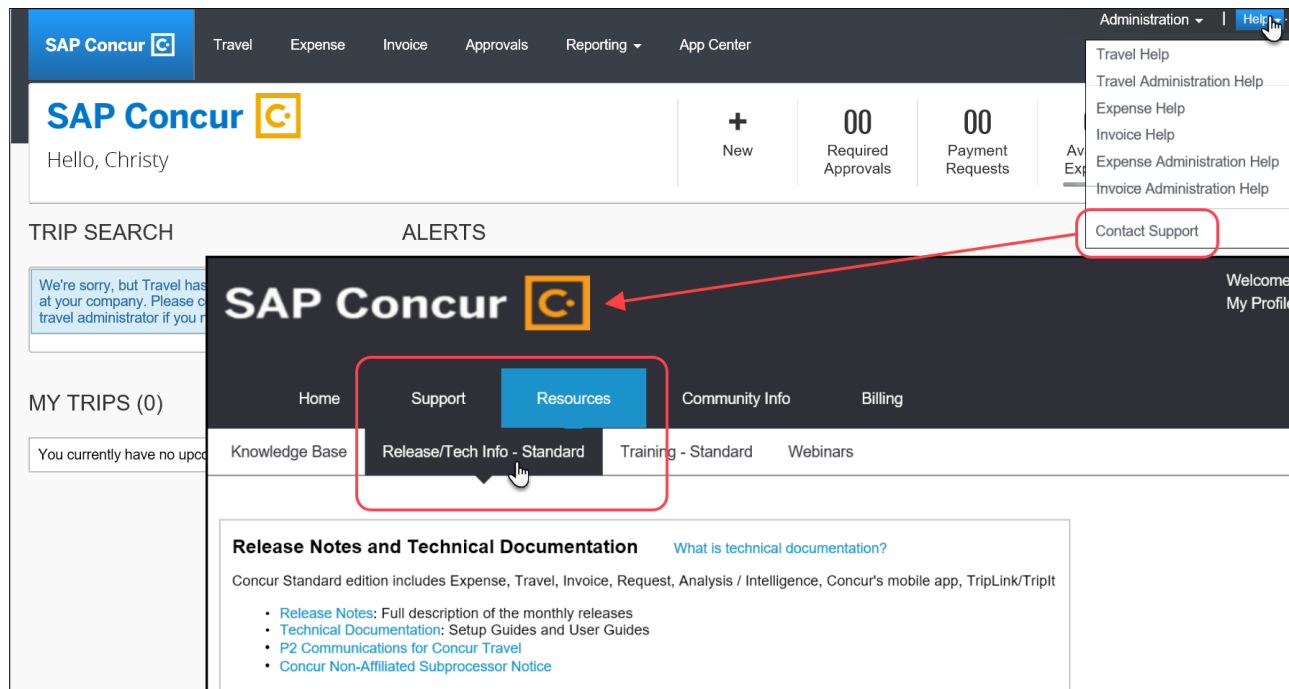 Administration | Help
SAP Concur Travel Expense Invoice Approvals Reporting App Center
Travel Help
Travel Administration Help
Expense Help
Invoice Help
Expense Administration Help
Invoice Administration Help
Contact Support
SAP Concur
Hello, Christy
+
New
00
Required
Approvals
00
Payment
Requests
TRIP SEARCH
ALERTS
We're sorry, but Travel has
at your company. Please
travel administrator if you
MY TRIPS (0)
You currently have no
SAP Concur
Welcome
My Profile
Home Support Resources Community Info Billing
Knowledge Base Release/Tech Info - Standard Training - Standard Webinars
Release Notes and Technical Documentation What is technical documentation?
Concur Standard edition includes Expense, Travel, Invoice, Request, Analysis / Intelligence, Concur's mobile app, TripLink/TripIt
• Release Notes: Full description of the monthly releases
• Technical Documentation: Setup Guides and User Guides
• P2 Communications for Concur Travel
• Concur Non-Affiliated Subprocessor Notice